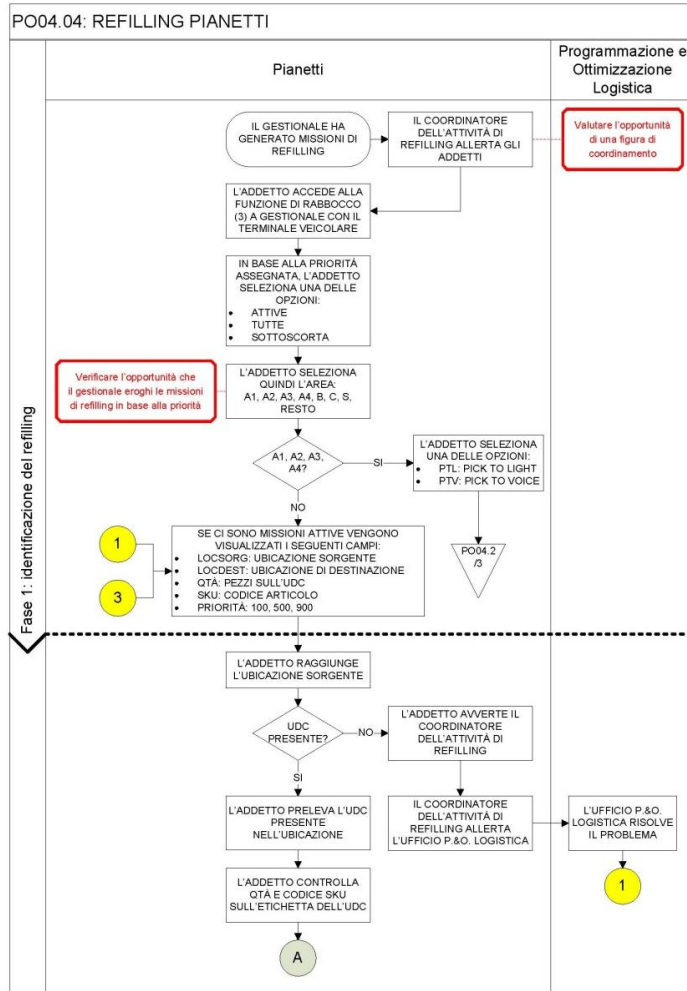 PO04.04: REFILLING PIANETTI
Pianetti
Programmazione e
Ottimizzazione
Logistica
Fase 1: identificazione del refilling
IL GESTIONALE HA
GENERATO MISSIONI DI
REFILLING
IL COORDINATORE
DELL'ATTIVITÀ DI
REFILLING ALLERTA GLI
ADDETTI
Valutare l'opportunità
di una figura di
coordinamento
L'ADDETTO ACCEDE ALLA
FUNZIONE DI RABBOCCO
(3) A GESTIONALE CON IL
TERMINALE VEICOLARE
IN BASE ALLA PRIORITÀ
ASSEGNATA, L'ADDETTO
SELEZIONA UNA DELLE
OPZIONI:
• ATTIVE
• TUTTE
• SOTTOSCORTA
Verificare l'opportunità che
il gestionale eroghi le missioni
di refilling in base alla priorità
L'ADDETTO SELEZIONA
QUINDI L'AREA:
A1, A2, A3, A4, B, C, S,
RESTO
A1, A2, A3,
A4?
SI
L'ADDETTO SELEZIONA
UNA DELLE OPZIONI:
• PTL: PICK TO LIGHT
• PTV: PICK TO VOICE
NO
PO04.2
/3
1
3
SE CI SONO MISSIONI ATTIVE VENGONO
VISUALIZZATI I SEGUENTI CAMPI:
• LOCSORG: UBICAZIONE SORGENTE
• LOCDEST: UBICAZIONE DI DESTINAZIONE
• QTÀ: PEZZI SULL'UDC
• SKU: CODICE ARTICOLO
• PRIORITÀ: 100, 500, 900
L'ADDETTO RAGGIUNGE
L'UBICAZIONE SORGENTE
UDC
PRESENTE?
NO
L'ADDETTO AVVERTE IL
COORDINATORE
DELL'ATTIVITÀ DI
REFILLING
SI
L'ADDETTO PRELEVA L'UDC
PRESENTE
NELL'UBICAZIONE
IL COORDINATORE
DELL'ATTIVITÀ DI
REFILLING ALLERTA
L'UFFICIO P.&O. LOGISTICA
L'UFFICIO P.&O.
LOGISTICA RISOLVE
IL PROBLEMA
1
L'ADDETTO CONTROLLA
QTÀ E CODICE SKU
SULL'ETICHETTA DELL'UDC
A